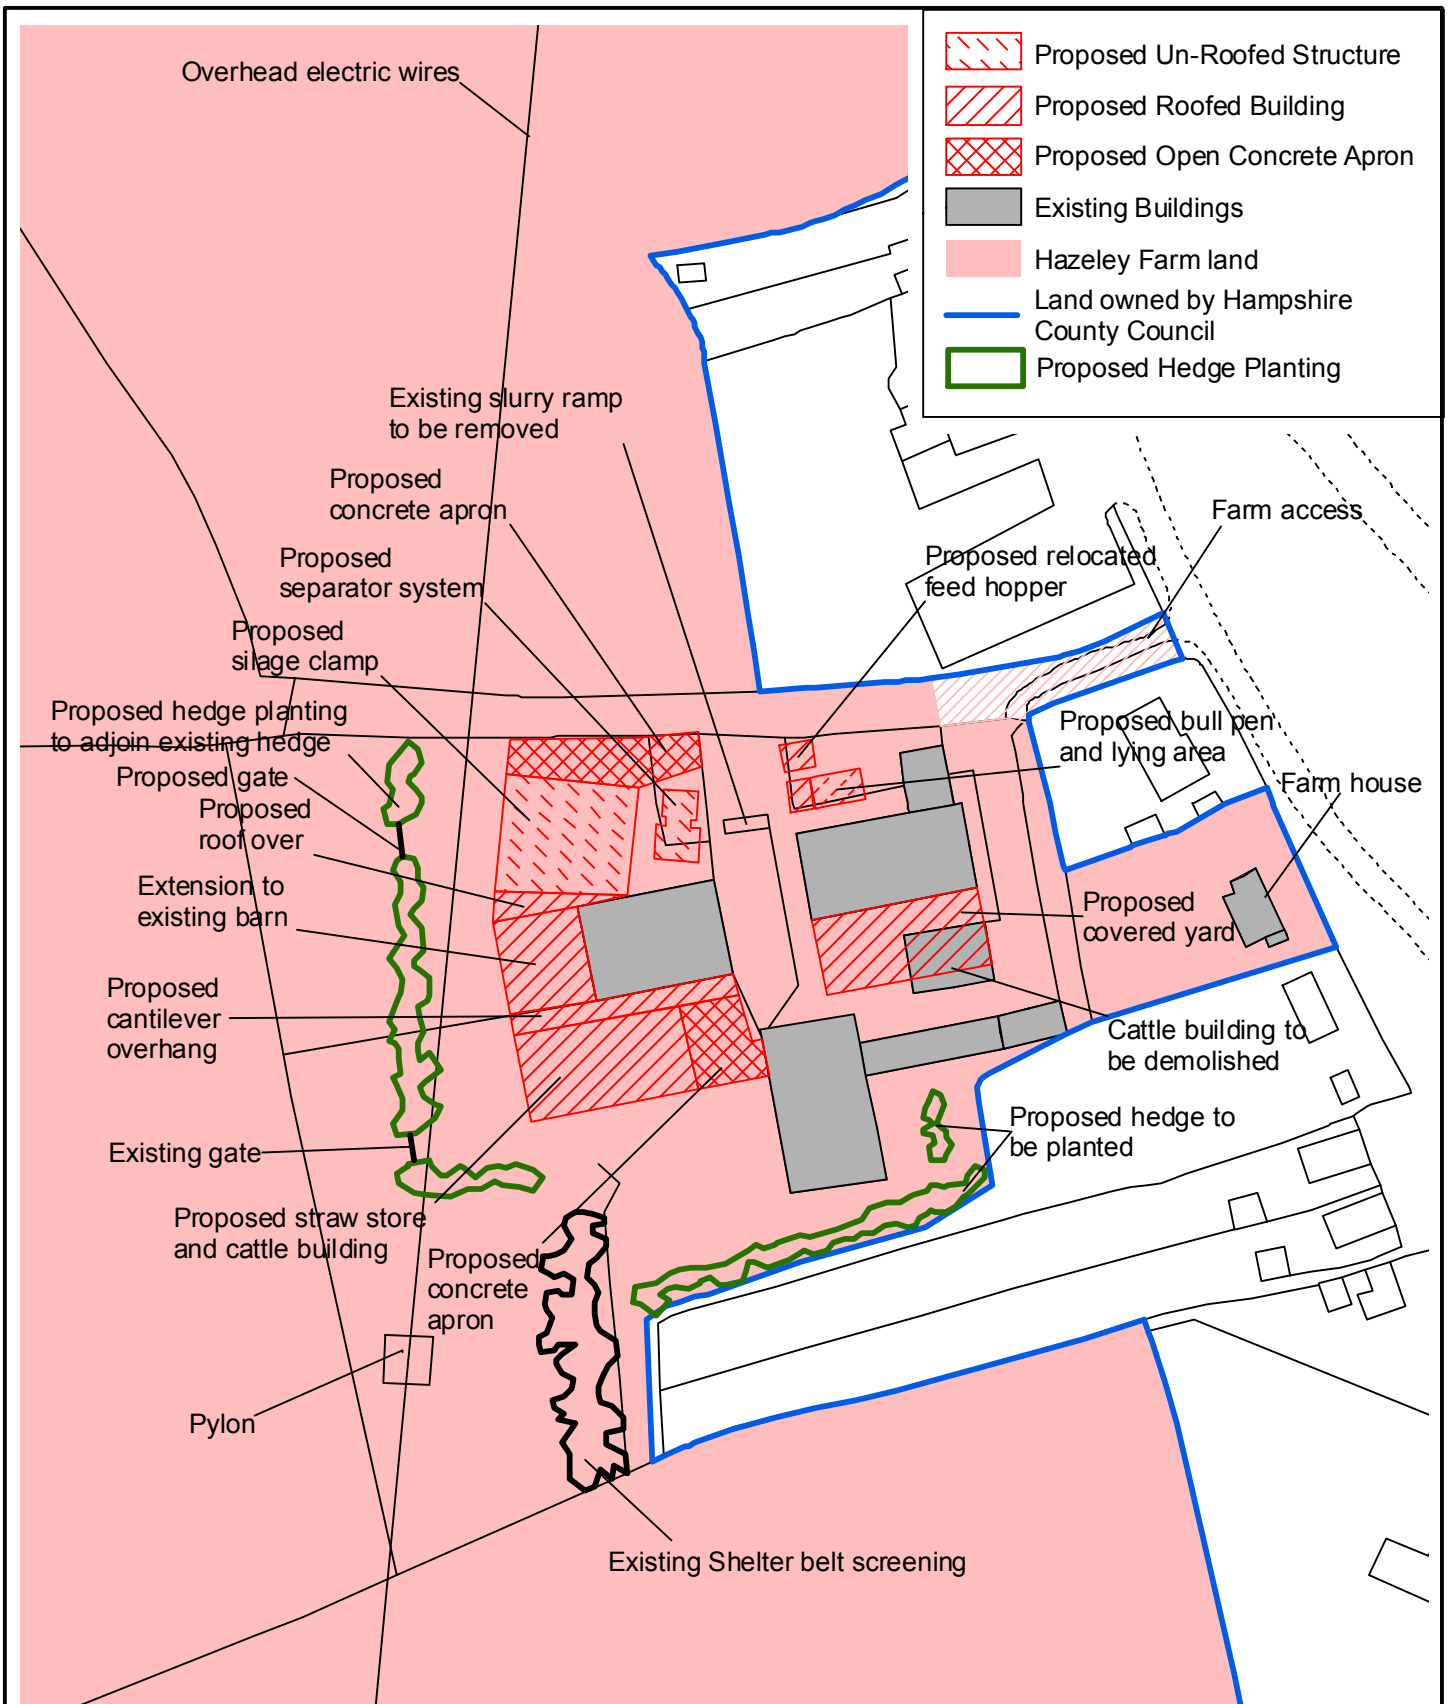 Overhead electric wires
Proposed Un-Roofed Structure
Proposed Roofed Building
Proposed Open Concrete Apron
Existing Buildings
Hazeley Farm land
Land owned by Hampshire
County Council
Proposed Hedge Planting
Existing slurry ramp
to be removed
Proposed
concrete apron
Farm access
Proposed
separator system
Proposed relocated
feed hopper
Proposed
silage clamp
Proposed hedge planting
to adjoin existing hedge
Proposed bull pen
and lying area
Proposed gate
Farm house
Proposed
roof over
Extension to
existing barn
Proposed
covered yard
Proposed
cantilever
overhang
Cattle building to
be demolished
Proposed hedge to
be planted
Existing gate
Proposed straw store
and cattle building
Proposed
concrete
apron
Pylon
Existing Shelter belt screening